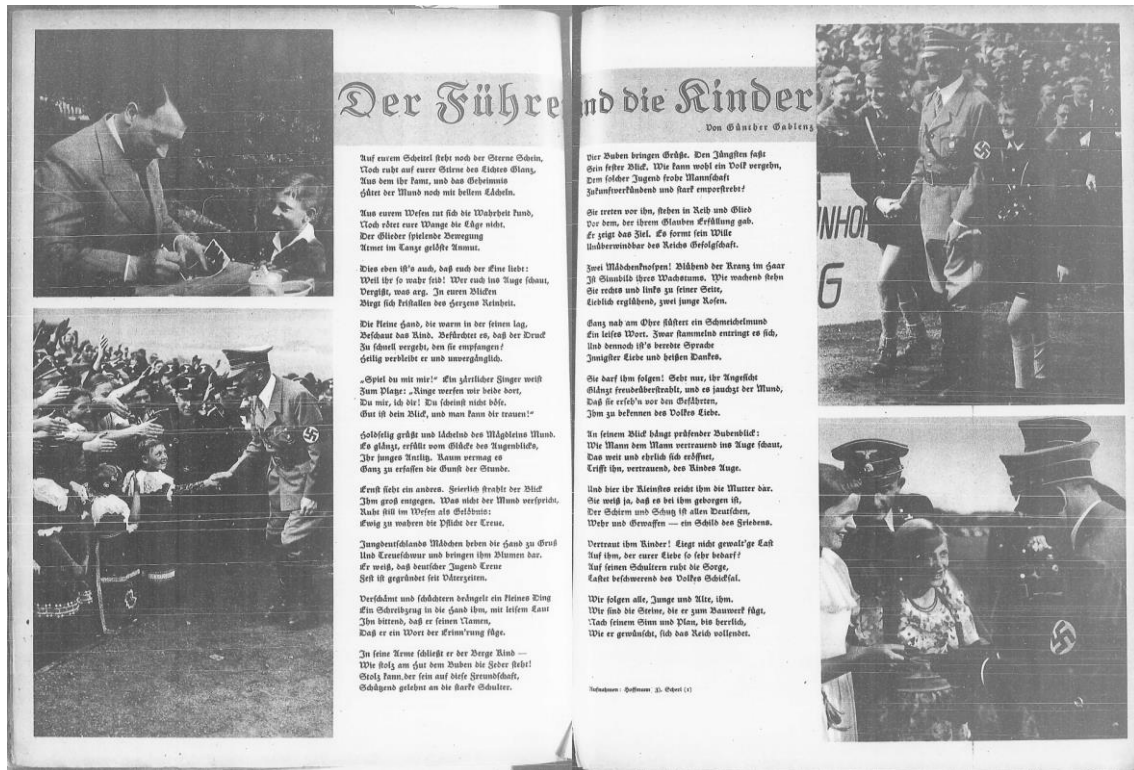 Der Führe nd die Kinder
Von Günther Gablenz
Auf eurem Scheitel steht noch der Sterne Schein,
Noch ruht auf eurer Stirne des Lichtes Glanz,
Aus dem ihr kamt, und das Geheimnis
Hütet der Mund noch mit hellem Lächeln.
Aus eurem Wesen tut sich die Wahrheit kund,
Noch rötet eure Wange die Lüge nicht.
Der Glieder spielende Bewegung
Atmet im Tanze gelöste Anmut.
Dies eben ist's auch, daß euch der Eine liebt:
Weil ihr so wahr seid! Wer euch ins Auge schaut,
Vergißt, was arg. In euren Blicken
Birgt sich kristallen des Herzens Reinheit.
Die kleine Hand, die warm in der seinen lag,
Beschaut das Kind. Befürchtet es, daß der Druck
Zu schnell vergeht, den sie empfangen?
Heilig verbleibt er und unvergänglich.
„Spiel du mit mir!“ Ein zärtlicher Finger weist
Zum Platze: „Ringe werfen wir beide dort,
Du mir, ich dir! Du scheinst nicht böse.
Gut ist dein Blick, und man kann dir trauen!“
Holdselig grüßt und lächelnd des Mägdleins Mund.
Es glänzt, erfüllt vom Glücke des Augenblicks,
Ihr junges Antlitz. Kaum vermag es
Ganz zu erfassen die Gunst der Stunde.
Ernst sieht ein andres. Feierlich strahlt der Blick
Ihm groß entgegen. Was nicht der Mund verspricht,
Ruht still im Wesen als Gelöbnis:
Ewig zu wahren die Pflicht der Treue.
Jungdeutschlands Mädchen heben die Hand zu Gruß
Und Treueschwur und bringen ihm Blumen dar.
Er weiß, daß deutscher Jugend Treue
Fest ist gegründet seit Väterzeiten.
Verschämt und schüchtern drängelt ein kleines Ding
Ein Schreibzeug in die Hand ihm, mit leisem Laut
Ihn bittend, daß er seinen Namen,
Daß er ein Wort der Erinn'rung füge.
In seine Arme schließt er der Berge Kind —
Wie stolz am Hut dem Buben die Feder steht!
Stolz kann der sein auf diese Freundschaft,
Schützend gelehnt an die starke Schulter.
Vier Buben bringen Grüße. Den Jüngsten faßt
Sein fester Blick. Wie kann wohl ein Volk vergehn,
Dem solcher Jugend frohe Mannschaft
Zukunftverkündend und stark emporstrebt?
Sie treten vor ihn, stehen in Reih und Glied
Vor dem, der ihrem Glauben Erfüllung gab.
Er zeigt das Ziel. Es formt sein Wille
Unüberwindbar des Reichs Gefolgschaft.
Zwei Mädchenknospen! Blühend der Kranz im Haar
Ist Sinnbild ihres Wachstums. Wie wachend stehn
Sie rechts und links zu seiner Seite,
Lieblich erglühend, zwei junge Rosen.
Ganz nah am Ohre flüstert ein Schmeichelmund
Ein leises Wort. Zwar stammelnd entringt es sich,
Und dennoch ist's beredte Sprache
Innigster Liebe und heißen Dankes.
Sie darf ihm folgen! Seht nur, ihr Angesicht
Glänzt freudeüberstrahlt, und es jauchzt der Mund,
Daß sie erseh'n vor den Gefährten,
Ihm zu bekennen des Volkes Liebe.
An seinem Blick hängt prüfender Bubenblick:
Wie Mann dem Mann vertrauend ins Auge schaut,
Das weit und ehrlich sich eröffnet,
Trifft ihn, vertrauend, des Kindes Auge.
Und hier ihr Kleinstes reicht ihm die Mutter dar.
Sie weiß ja, daß es bei ihm geborgen ist,
Der Schirm und Schutz ist allen Deutschen,
Wehr und Gewaffen — ein Schild des Friedens.
Vertraut ihm Kinder! Liegt nicht gewalt'ge Last
Auf ihm, der eurer Liebe so sehr bedarf?
Auf seinen Schultern ruht die Sorge,
Lastet beschwerend des Volkes Schicksal.
Wir folgen alle, Junge und Alte, ihm.
Wir sind die Steine, die er zum Bauwerk fügt,
Nach seinem Sinn und Plan, bis herrlich,
Wie er gewünscht, sich das Reich vollendet.
Aufnahmen: Hoffmann Scherl
NNHOF
G